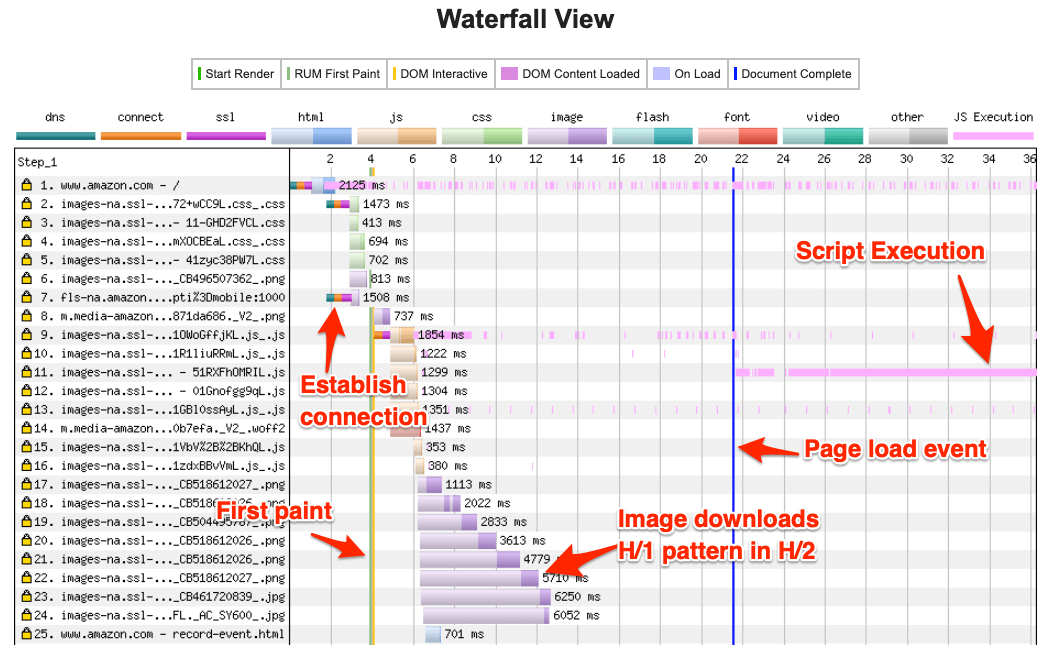 Waterfall View
Start Render RUM First Paint DOM Interactive DOM Content Loaded On Load Document Complete
dns connect ssl html js css image flash font video other JS Execution
Step_1 2 4 6 8 10 12 14 16 18 20 22 24 26 28 30 32 34 36
1. www.amazon.com - / 2125 ms
2. images-na.ssl-...72+wCC9L.css_.css 1473 ms
3. images-na.ssl-...- 11-GHD2FVCL.css 413 ms
4. images-na.ssl-...mXOCBEaL.css_.css 694 ms
5. images-na.ssl-...- 41zyc38PW7L.css 702 ms
6. images-na.ssl-..._CB496507362_.png 813 ms
7. fls-na.amazon....pti%3Dmobile:1000 1508 ms
8. m.media-amazon...871da686._V2_.png 737 ms
9. images-na.ssl-...10WoGffjKL.js_.js 1854 ms
10. images-na.ssl-...1R1liuRRmL.js_.js 1222 ms
11. images-na.ssl-... - 51RXFhOMRIL.js 1299 ms
12. images-na.ssl-... - 01Gnofgg9qL.js 1304 ms
13. images-na.ssl-...1GBl0ssAyL.js_.js 1351 ms
14. m.media-amazon...0b7efa._V2_.woff2 1437 ms
15. images-na.ssl-...1VbV%2B%2BKhQL.js 353 ms
16. images-na.ssl-...1zdxBBvVmL.js_.js 380 ms
17. images-na.ssl-..._CB518612027_.png 1113 ms
18. images-na.ssl-..._CB518612026_.png 2022 ms
19. images-na.ssl-..._.png 2833 ms
20. images-na.ssl-..._CB518612026_.png 3613 ms
21. images-na.ssl-..._CB518612026_.png 4779
22. images-na.ssl-..._CB518612027_.png 5710 ms
23. images-na.ssl-..._CB461720839_.jpg 6250 ms
24. images-na.ssl-...FL._AC_SY600_.jpg 6052 ms
25. www.amazon.com - record-event.html 701 ms
Script Execution
Establish
connection
Page load event
First paint
Image downloads
H/1 pattern in H/2